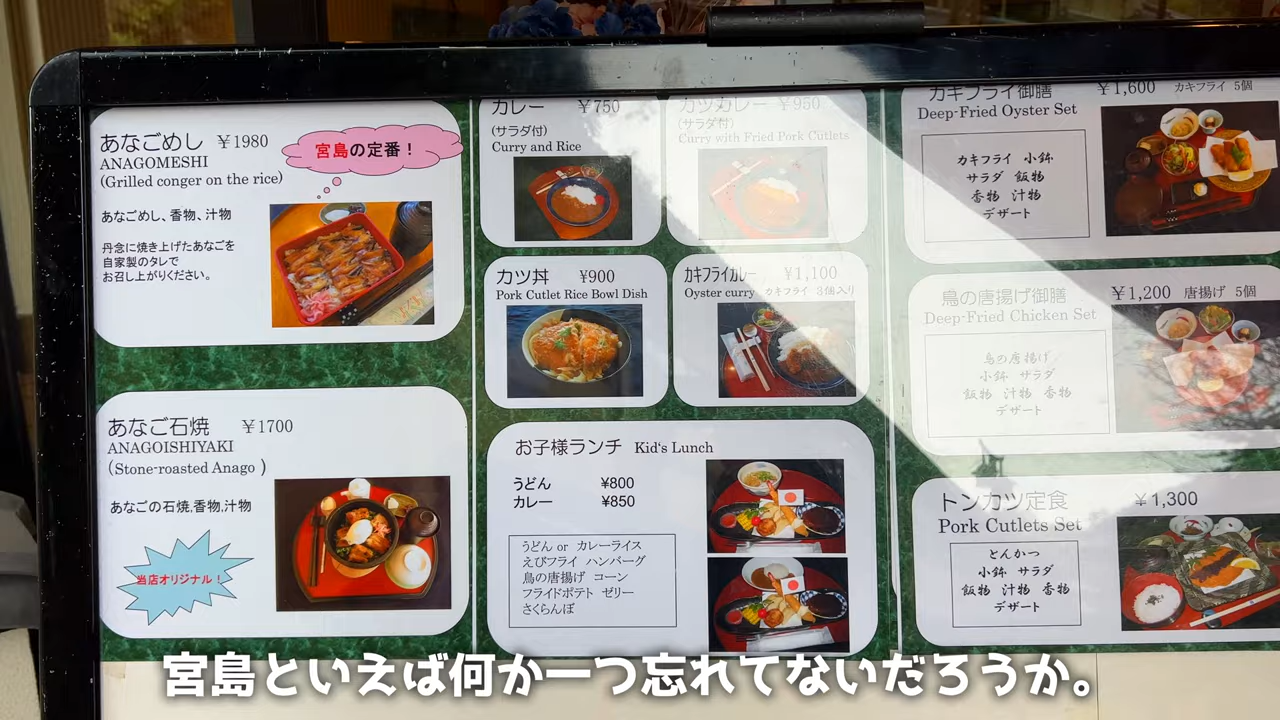 あなごめし ￥1980
ANAGOMESHI
(Grilled conger on the rice)
宮島の定番！
あなごめし、香物、汁物
丹念に焼き上げたあなごを
自家製のタレで
お召し上がりください。
あなご石焼 ￥1700
ANAGOISHIYAKI
(Stone-roasted Anago )
あなごの石焼,香物,汁物
当店オリジナル！
カレー ￥750
(サラダ付)
Curry and Rice
カツカレー ￥950
(サラダ付)
Curry with Fried Pork Cutlets
カツ丼 ￥900
Pork Cutlet Rice Bowl Dish
カキフライカレー ￥1,100
Oyster curry カキフライ 3個入り
お子様ランチ Kid's Lunch
うどん ￥800
カレー ￥850
うどん or カレーライス
えびフライ ハンバーグ
鳥の唐揚げ コーン
フライドポテト ゼリー
さくらんぼ
カキフライ御膳 ￥1,600 カキフライ 5個
Deep-Fried Oyster Set
カキフライ 小鉢
サラダ 飯物
香物 汁物
デザート
鳥の唐揚げ御膳 ￥1,200 唐揚げ 5個
Deep-Fried Chicken Set
鳥の唐揚げ
小鉢 サラダ
飯物 汁物 香物
デザート
トンカツ定食 ￥1,300
Pork Cutlets Set
とんかつ
小鉢 サラダ
飯物 汁物 香物
デザート
宮島といえば何か一つ忘れてないだろうか。